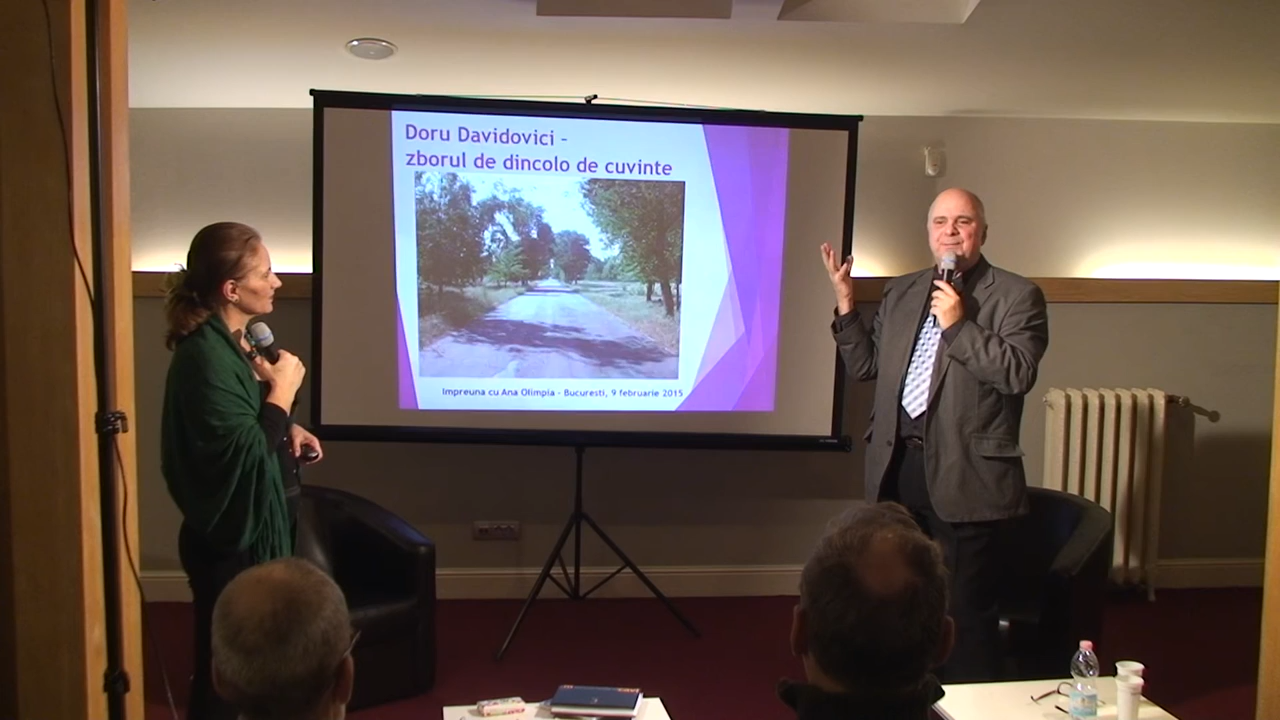 Doru Davidovici –
zborul de dincolo de cuvinte
Impreuna cu Ana Olimpia - Bucuresti, 9 februarie 2015